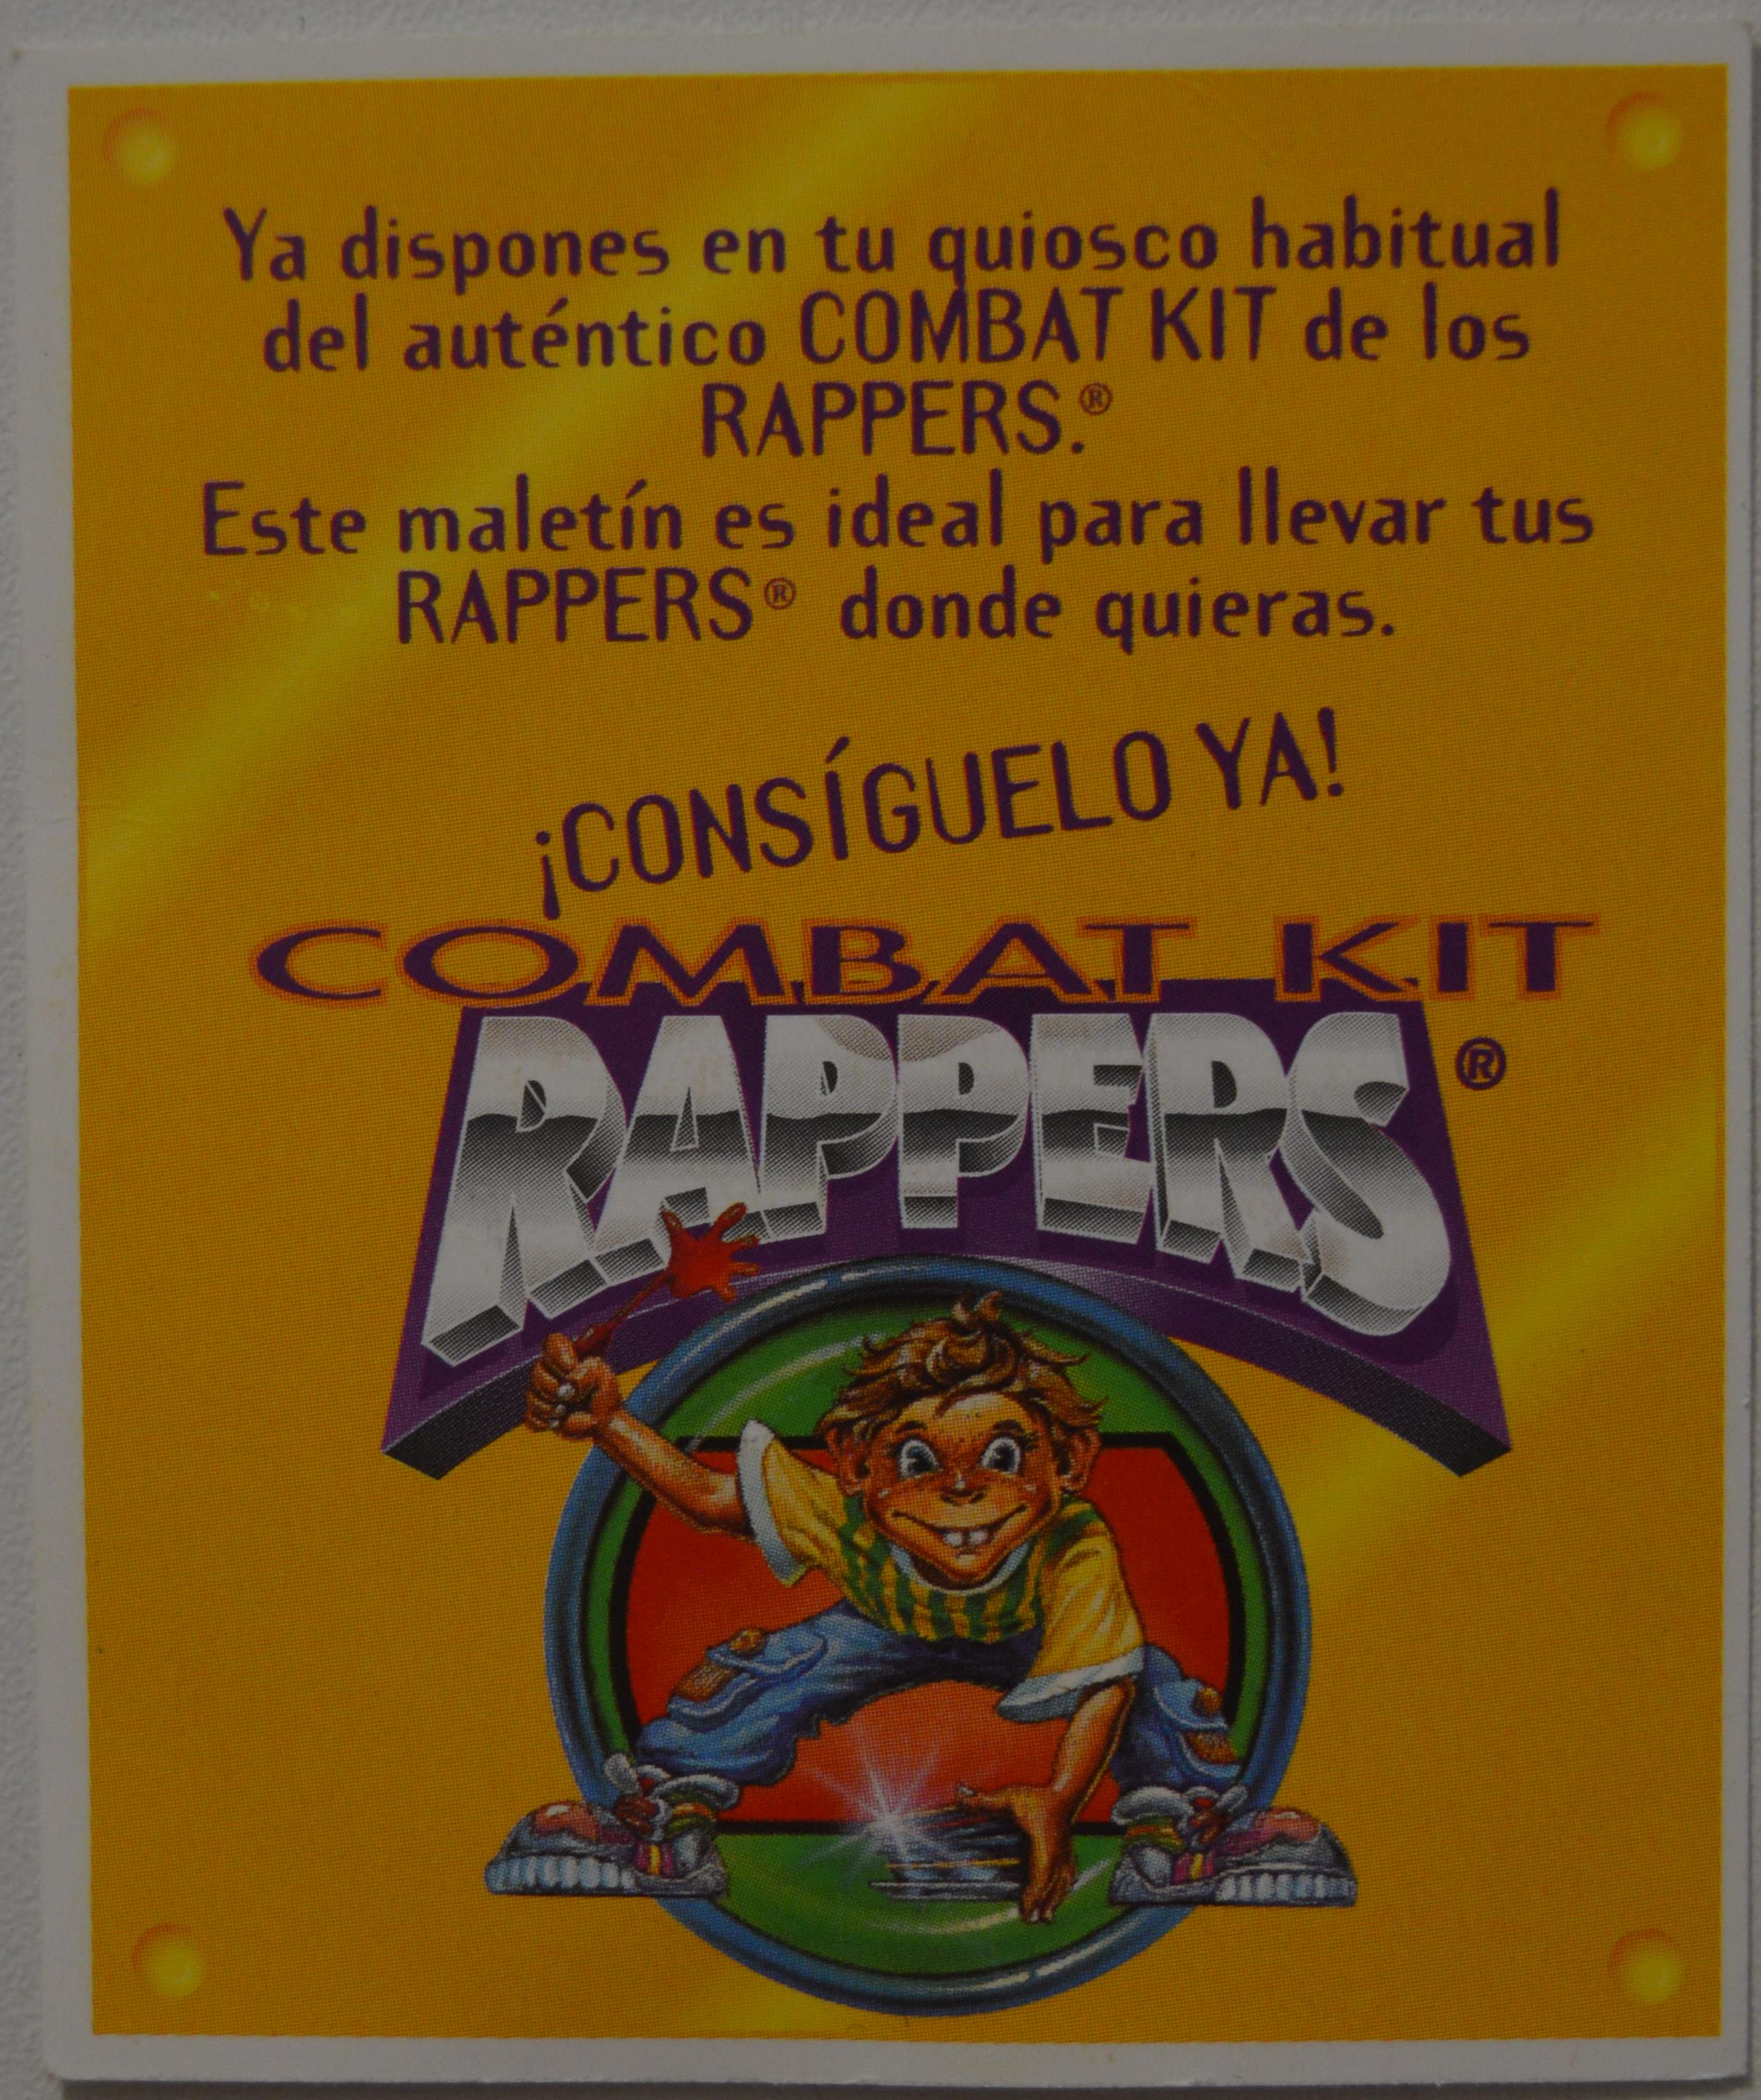 Ya dispones en tu quiosco habitual
del auténtico COMBAT KIT de los
RAPPERS.®
Este maletín es ideal para llevar tus
RAPPERS® donde quieras.
¡CONSÍGUELO YA!
COMBAT KIT
RAPPERS®